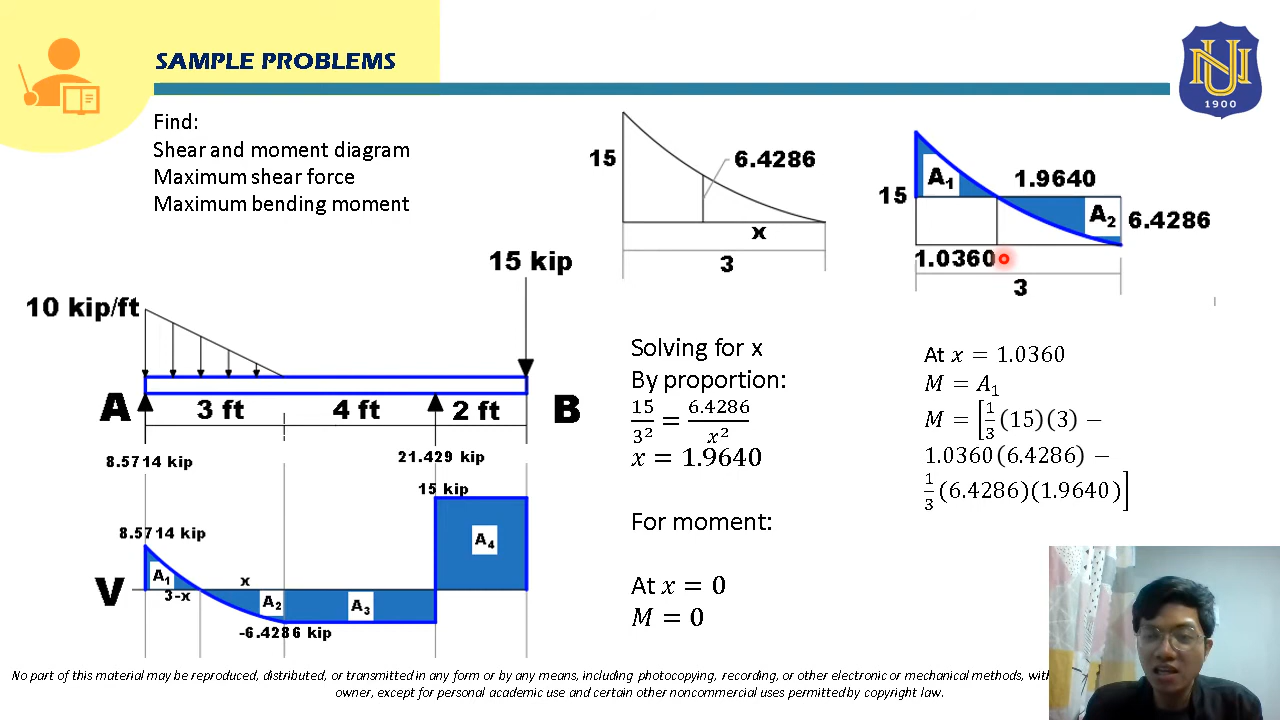 SAMPLE PROBLEMS
NU
1900
Find:
Shear and moment diagram
Maximum shear force
Maximum bending moment
15
6.4286
x
3
A₁
1.9640
15
A₂
6.4286
1.0360
3
15 kip
10 kip/ft
A
3 ft
4 ft
2 ft
B
8.5714 kip
21.429 kip
15 kip
8.5714 kip
A₄
V
A₁
x
3-x
A₂
A₃
-6.4286 kip
Solving for x
By proportion:
15/3² = 6.4286/x²
x = 1.9640
For moment:
At x = 0
M = 0
At x = 1.0360
M = A₁
M = [1/3 (15)(3) −
1.0360(6.4286) −
1/3 (6.4286)(1.9640)]
No part of this material may be reproduced, distributed, or transmitted in any form or by any means, including photocopying, recording, or other electronic or mechanical methods, with
owner, except for personal academic use and certain other noncommercial uses permitted by copyright law.